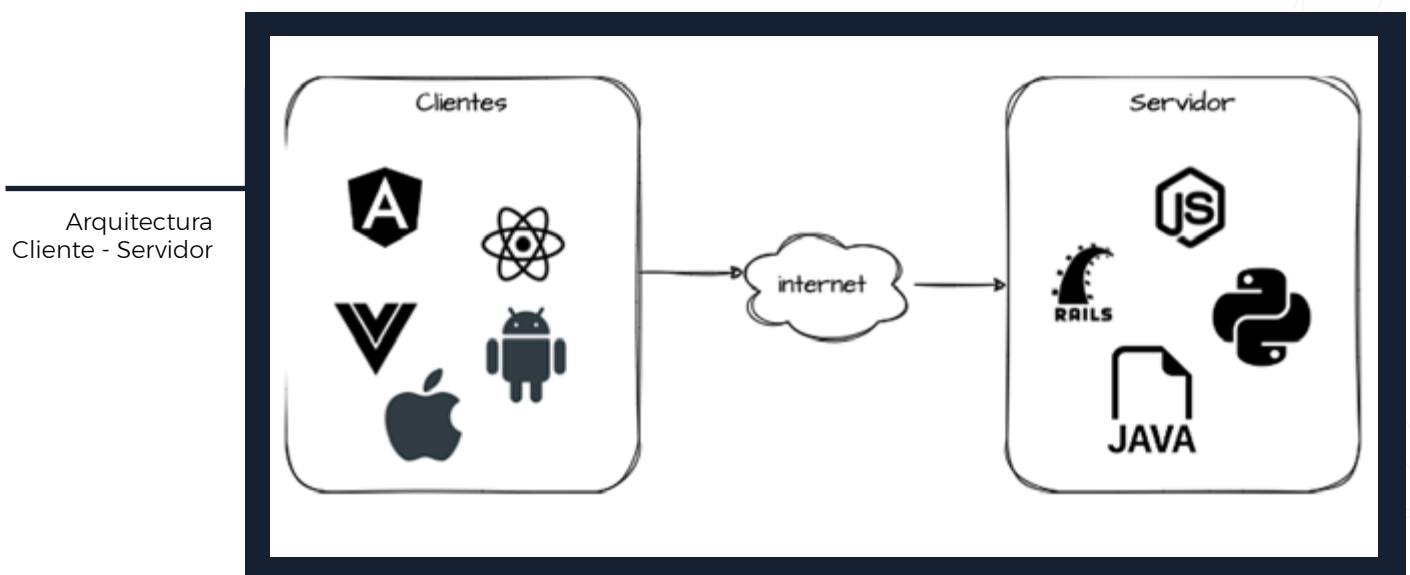 Arquitectura
Cliente - Servidor
Clientes
A
internet
Servidor
JS
RAILS
JAVA